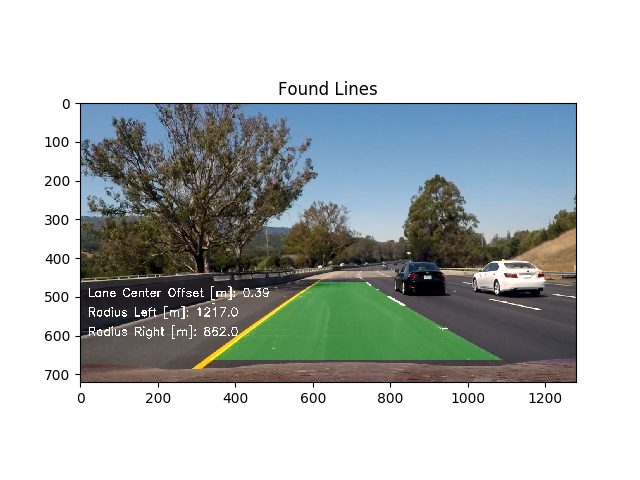 Found Lines
0
100
200
300
400
500
600
700
Lane Center Offset [m]: 0.39
Radius Left [m]: 1217.0
Radius Right [m]: 862.0
0 200 400 600 800 1000 1200